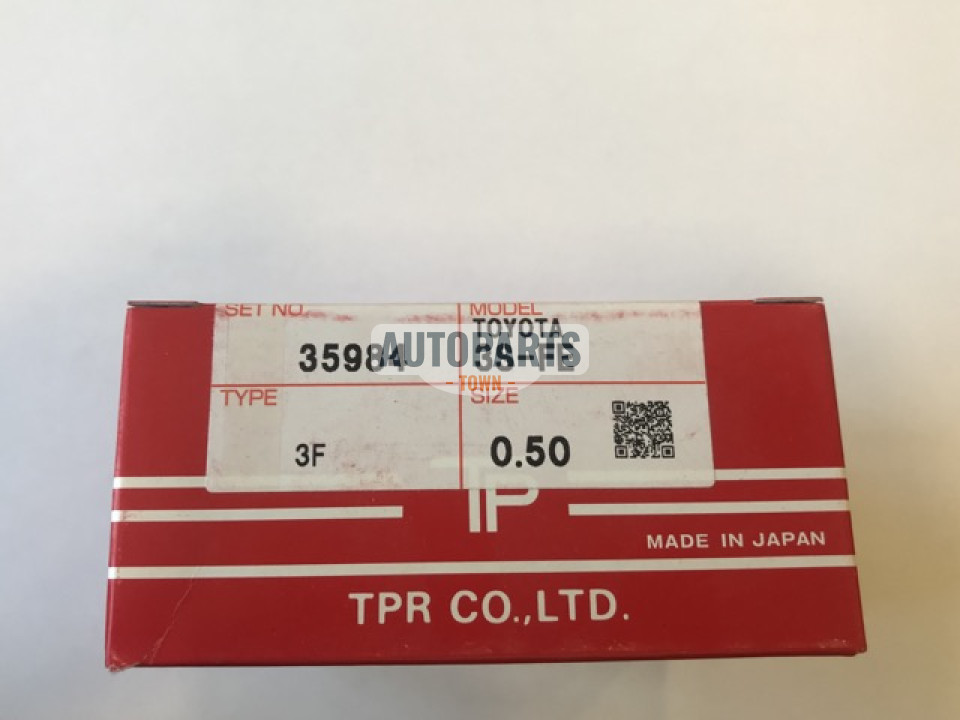 SET NO.
MODEL
TOYOTA
35984
AUTOPARTS
- TOWN -
TYPE
SIZE
3F
0.50
TP
MADE IN JAPAN
TPR CO.,LTD.